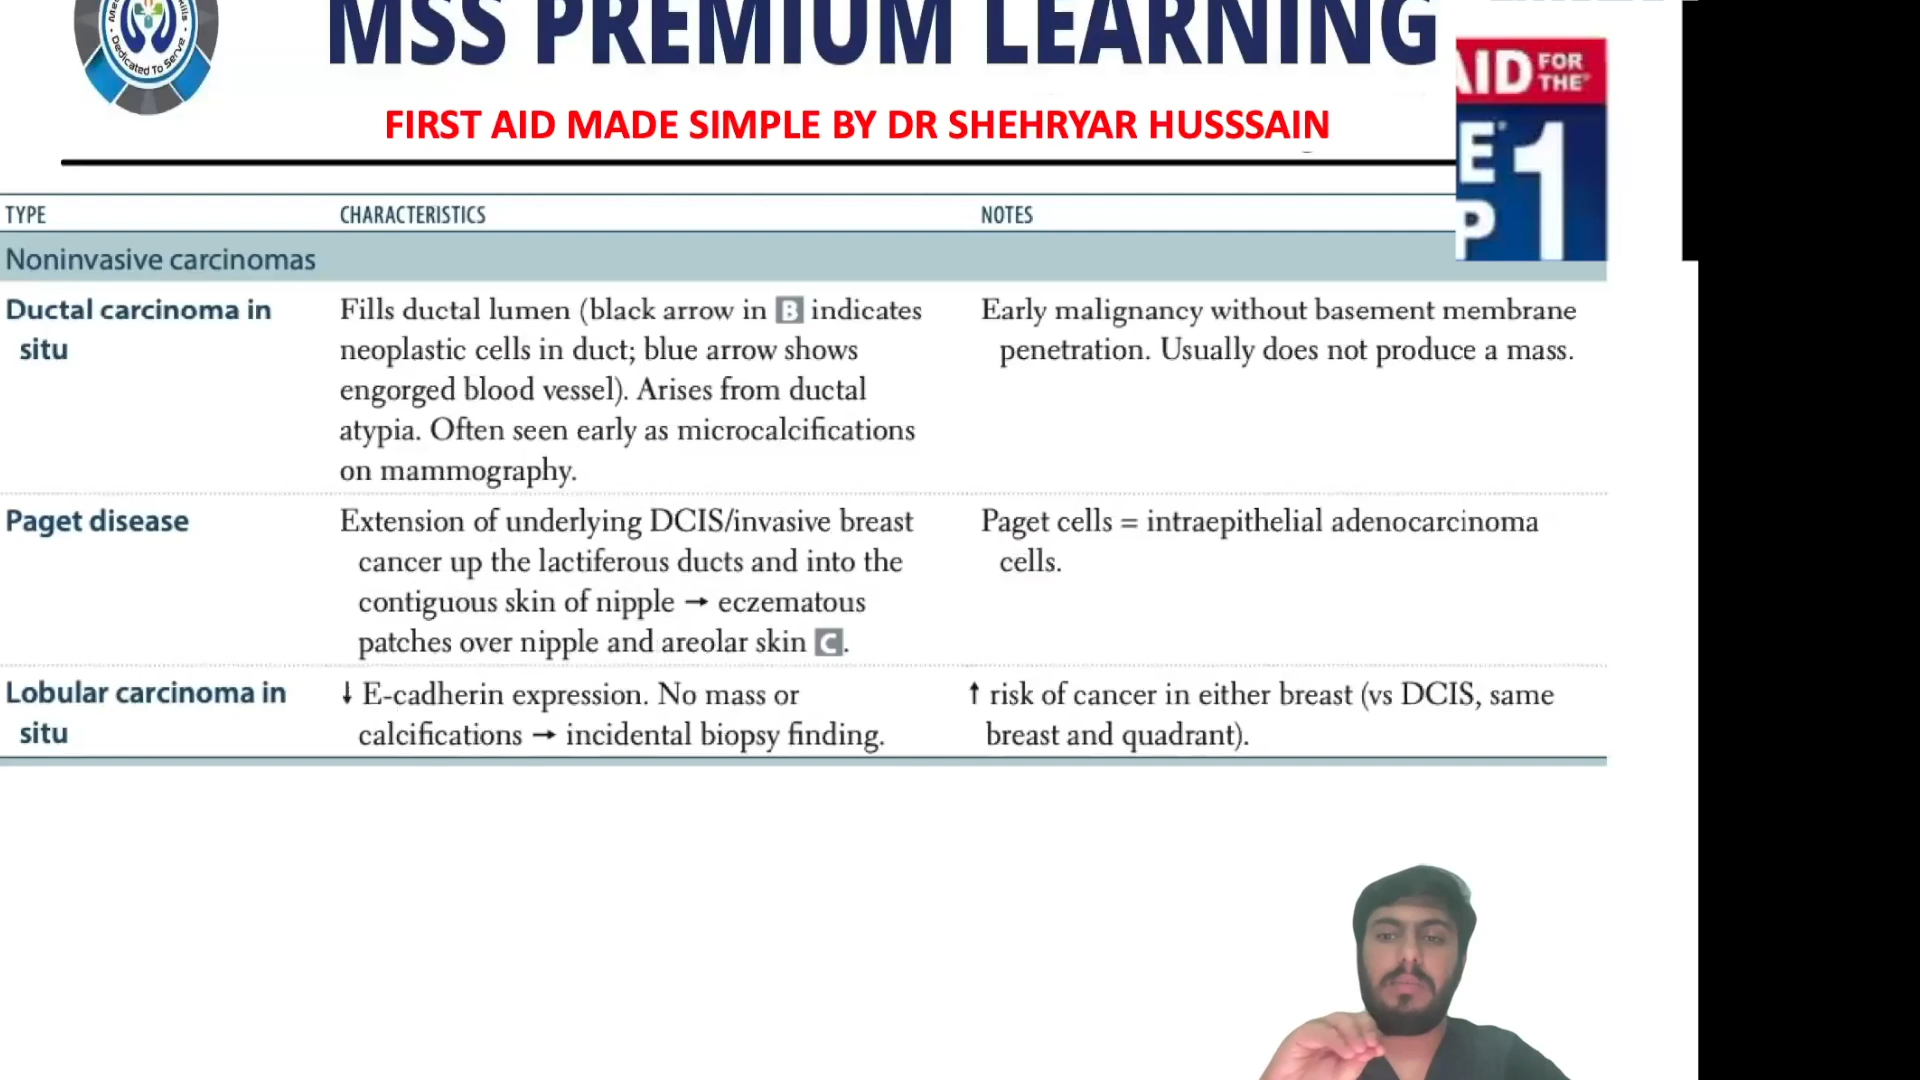 MSS PREMIUM LEARNING
Dedicated To Serve
AID FOR THE
FIRST AID MADE SIMPLE BY DR SHEHRYAR HUSSSAIN
E 1
P
TYPE CHARACTERISTICS NOTES
Noninvasive carcinomas
Ductal carcinoma in situ
Fills ductal lumen (black arrow in B indicates
neoplastic cells in duct; blue arrow shows
engorged blood vessel). Arises from ductal
atypia. Often seen early as microcalcifications
on mammography.
Early malignancy without basement membrane
penetration. Usually does not produce a mass.
Paget disease
Extension of underlying DCIS/invasive breast
cancer up the lactiferous ducts and into the
contiguous skin of nipple → eczematous
patches over nipple and areolar skin C.
Paget cells = intraepithelial adenocarcinoma
cells.
Lobular carcinoma in
situ
↓ E-cadherin expression. No mass or
calcifications → incidental biopsy finding.
↑ risk of cancer in either breast (vs DCIS, same
breast and quadrant).